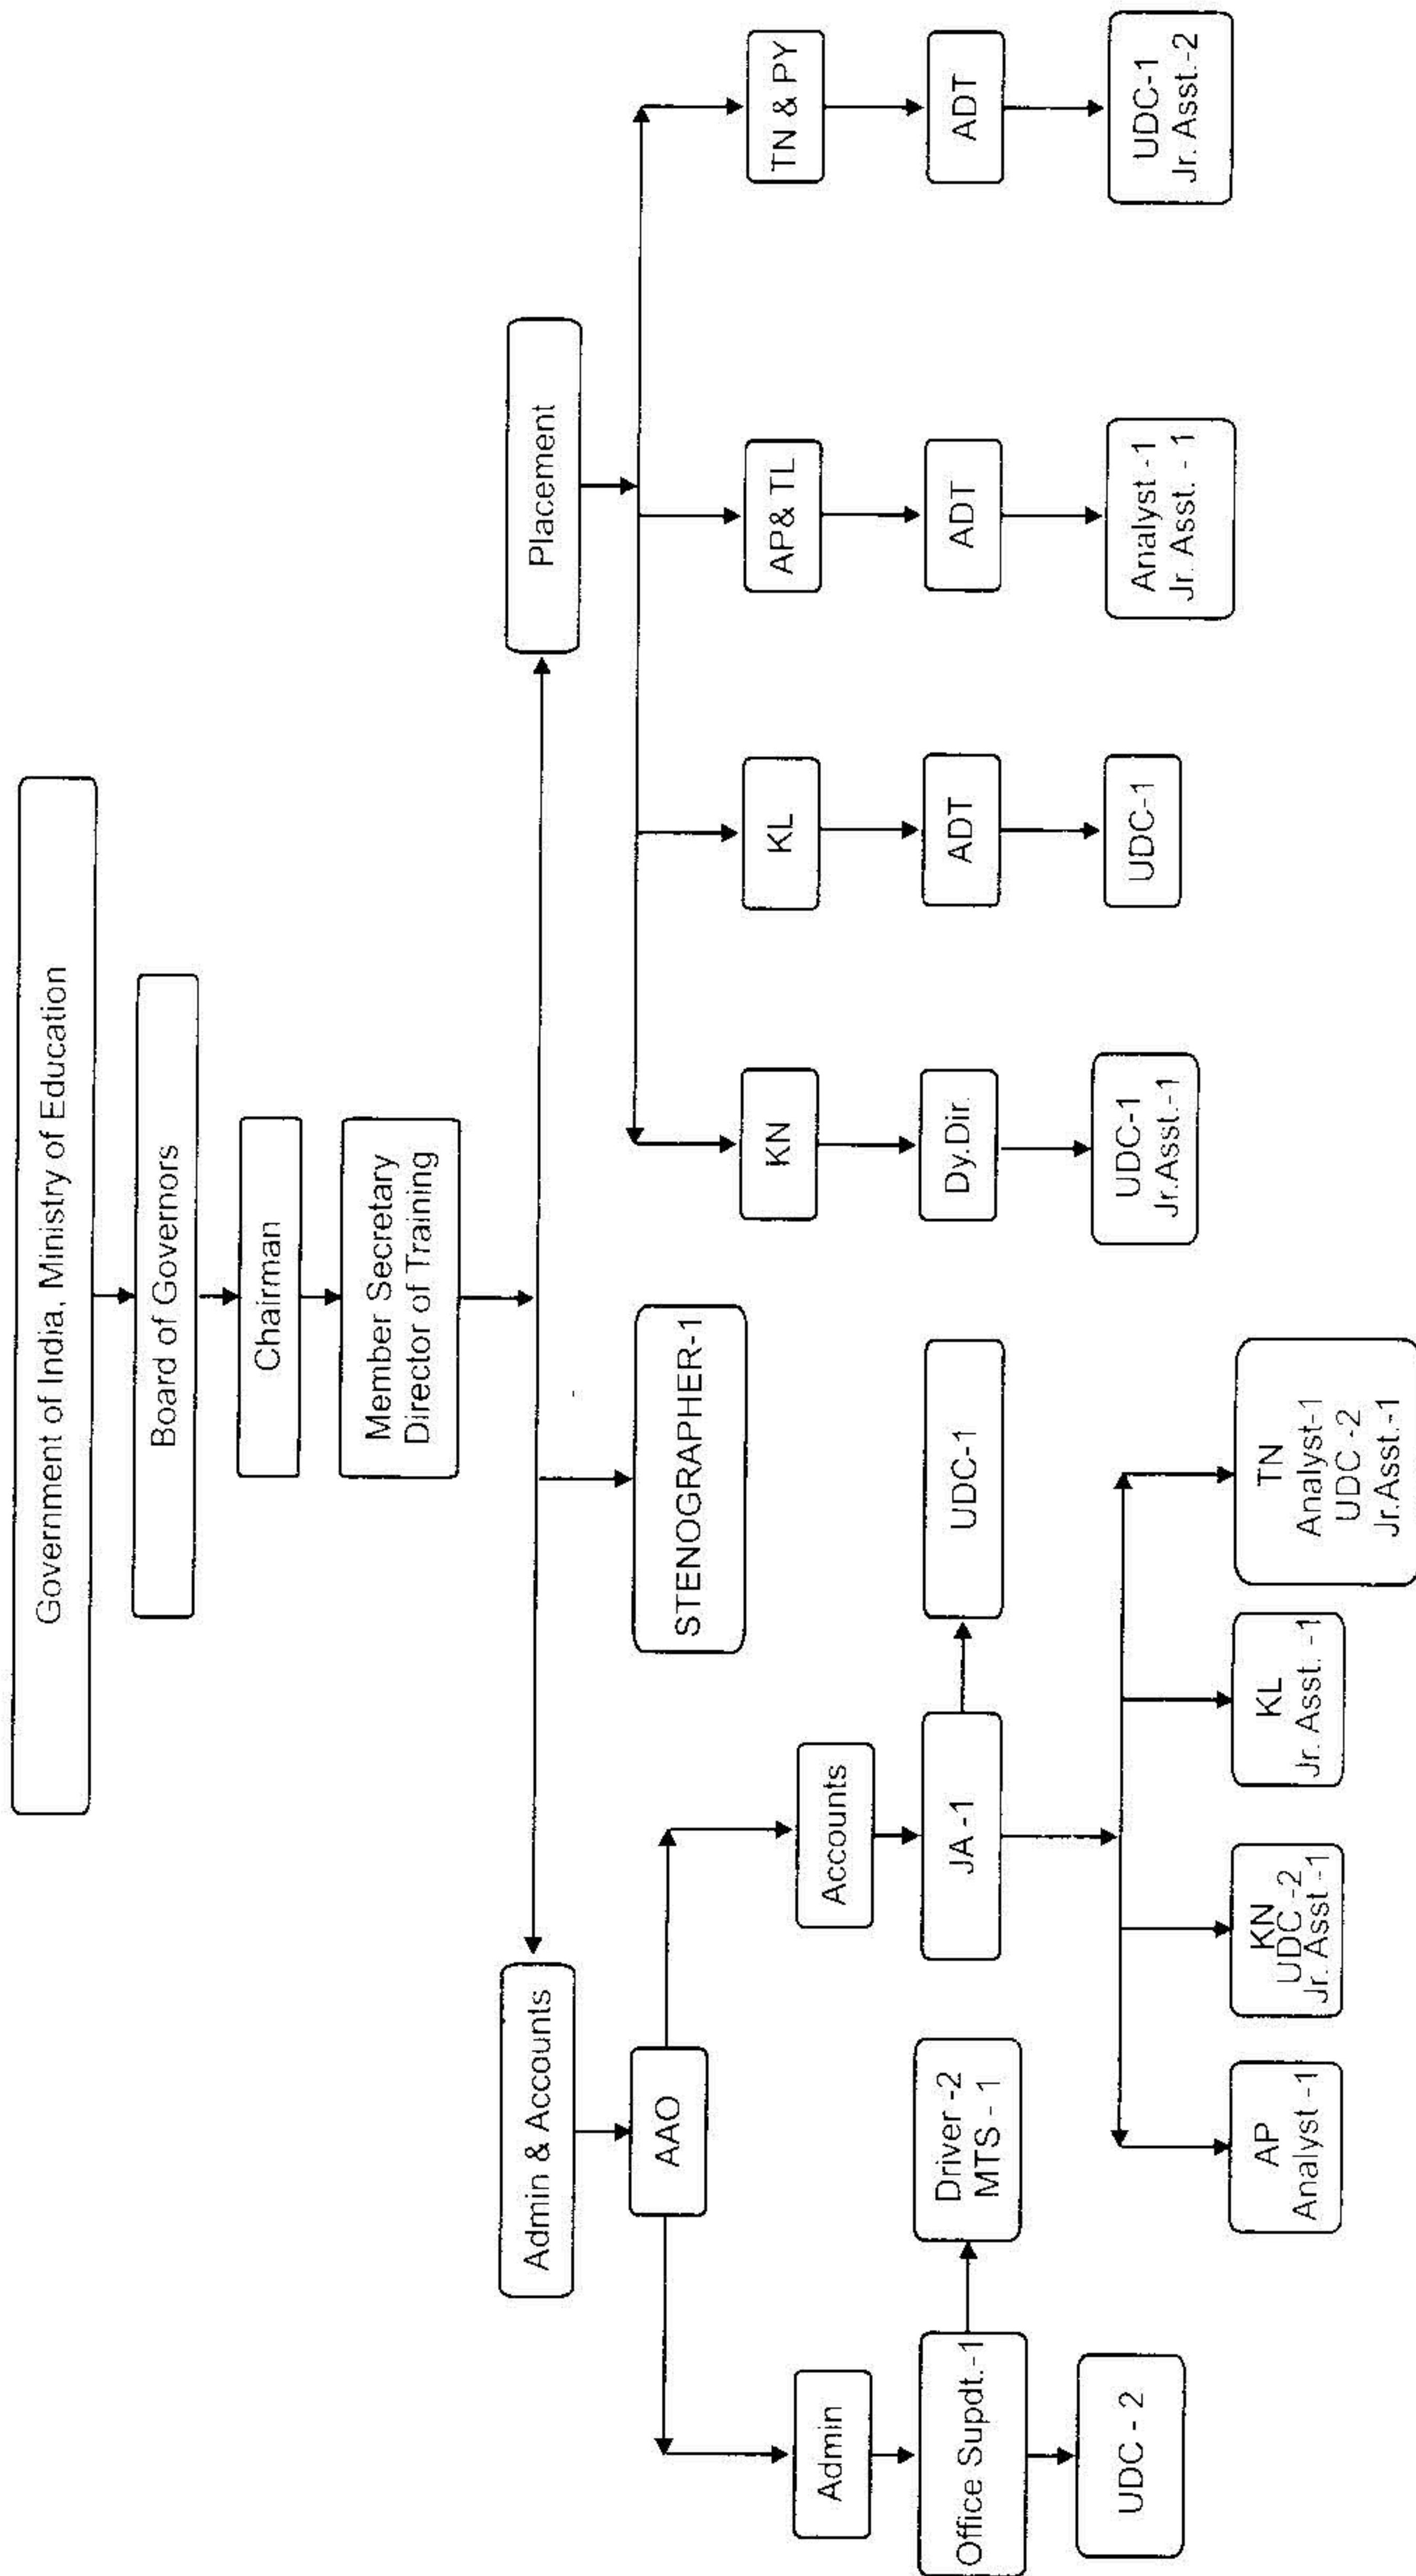 Government of India, Ministry of Education
Board of Governors
Chairman
Member Secretary
Director of Training
Admin & Accounts
Placement
AAO
STENOGRAPHER-1
Admin
Accounts
KN
KL
AP& TL
TN & PY
Office Supdt.-1
Driver -2
MTS - 1
JA -1
UDC-1
Dy.Dir.
ADT
ADT
ADT
UDC - 2
UDC-1
Jr.Asst.-1
UDC-1
Analyst -1
Jr. Asst. - 1
UDC-1
Jr. Asst.-2
AP
Analyst -1
KN
UDC -2
Jr. Asst -1
KL
Jr. Asst. -1
TN
Analyst-1
UDC -2
Jr.Asst.-1